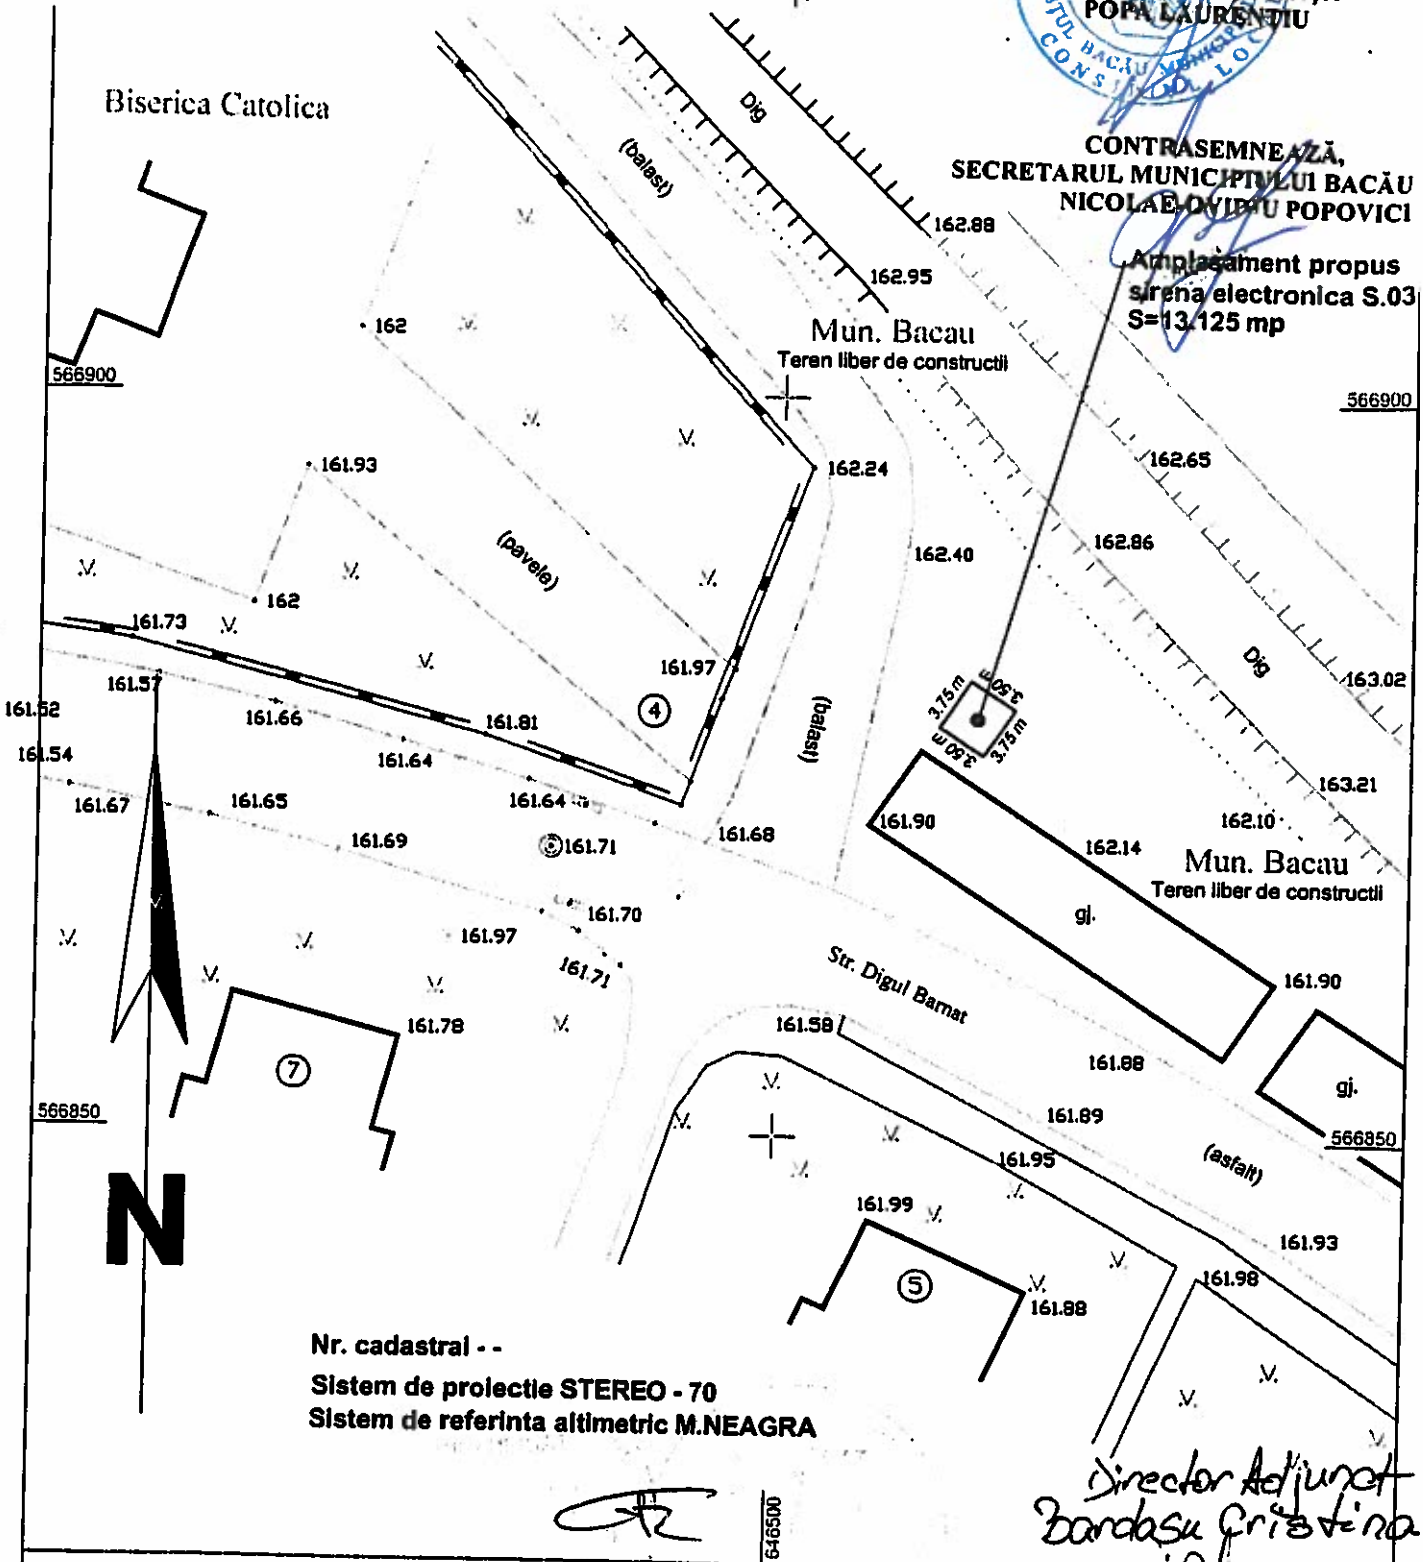 POPA LAURENȚIU
BACĂU MUNICIPIUL
CONSILIUL LOCAL
Biserica Catolica
Dig
(balast)
CONTRASEMNEAZĂ,
SECRETARUL MUNICIPIULUI BACĂU
NICOLAE-OVIDIU POPOVICI
162.88
Amplasament propus
sirena electronica S.03
S=13.125 mp
162.95
162
Mun. Bacau
Teren liber de constructii
566900
566900
162.65
161.93
162.24
162.86
162.40
(pavele)
V.
V.
V.
V.
V.
V.
V.
V.
162
161.73
V.
V.
161.97
Dig
163.02
161.57
3.75 m
3.50 m
161.52
161.66
161.81
4
(balast)
3.50 m
3.75 m
161.54
161.64
163.21
161.67
161.65
161.64
161.90
162.10
161.69
161.71
161.68
162.14
Mun. Bacau
Teren liber de constructii
gj.
161.70
V.
V.
V.
161.97
161.71
Str. Digul Barnat
V.
V.
161.90
161.78
V.
161.58
7
161.88
gj.
V.
566850
161.89
V.
V.
566850
161.95
(asfalt)
V.
N
V.
161.99
V.
161.93
V.
161.98
5
V.
161.88
Nr. cadastral - -
V.
Sistem de proiectie STEREO - 70
V.
Sistem de referinta altimetric M.NEAGRA
V.
Director Adjunct
646500
Bandașu Cristina